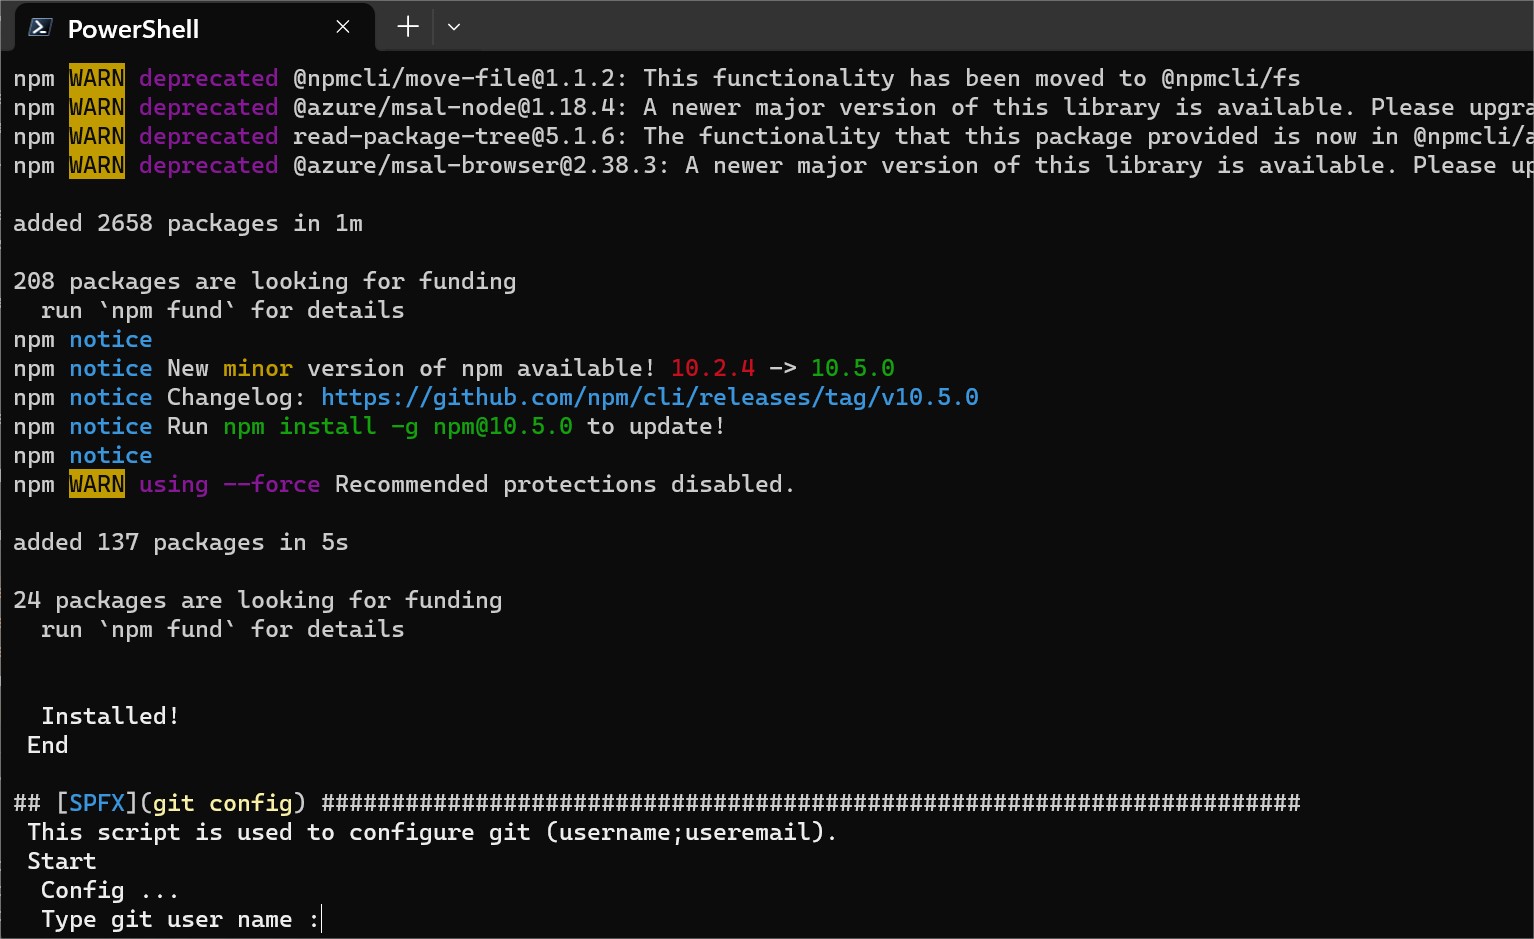 PowerShell
npm WARN deprecated @npmcli/move-file@1.1.2: This functionality has been moved to @npmcli/fs
npm WARN deprecated @azure/msal-node@1.18.4: A newer major version of this library is available. Please upgra
npm WARN deprecated read-package-tree@5.1.6: The functionality that this package provided is now in @npmcli/a
npm WARN deprecated @azure/msal-browser@2.38.3: A newer major version of this library is available. Please up
added 2658 packages in 1m
208 packages are looking for funding
  run `npm fund` for details
npm notice
npm notice New minor version of npm available! 10.2.4 -> 10.5.0
npm notice Changelog: https://github.com/npm/cli/releases/tag/v10.5.0
npm notice Run npm install -g npm@10.5.0 to update!
npm notice
npm WARN using --force Recommended protections disabled.
added 137 packages in 5s
24 packages are looking for funding
  run `npm fund` for details
  Installed!
 End
## [SPFX](git config) ######################################################################
 This script is used to configure git (username;useremail).
 Start
  Config ...
  Type git user name :